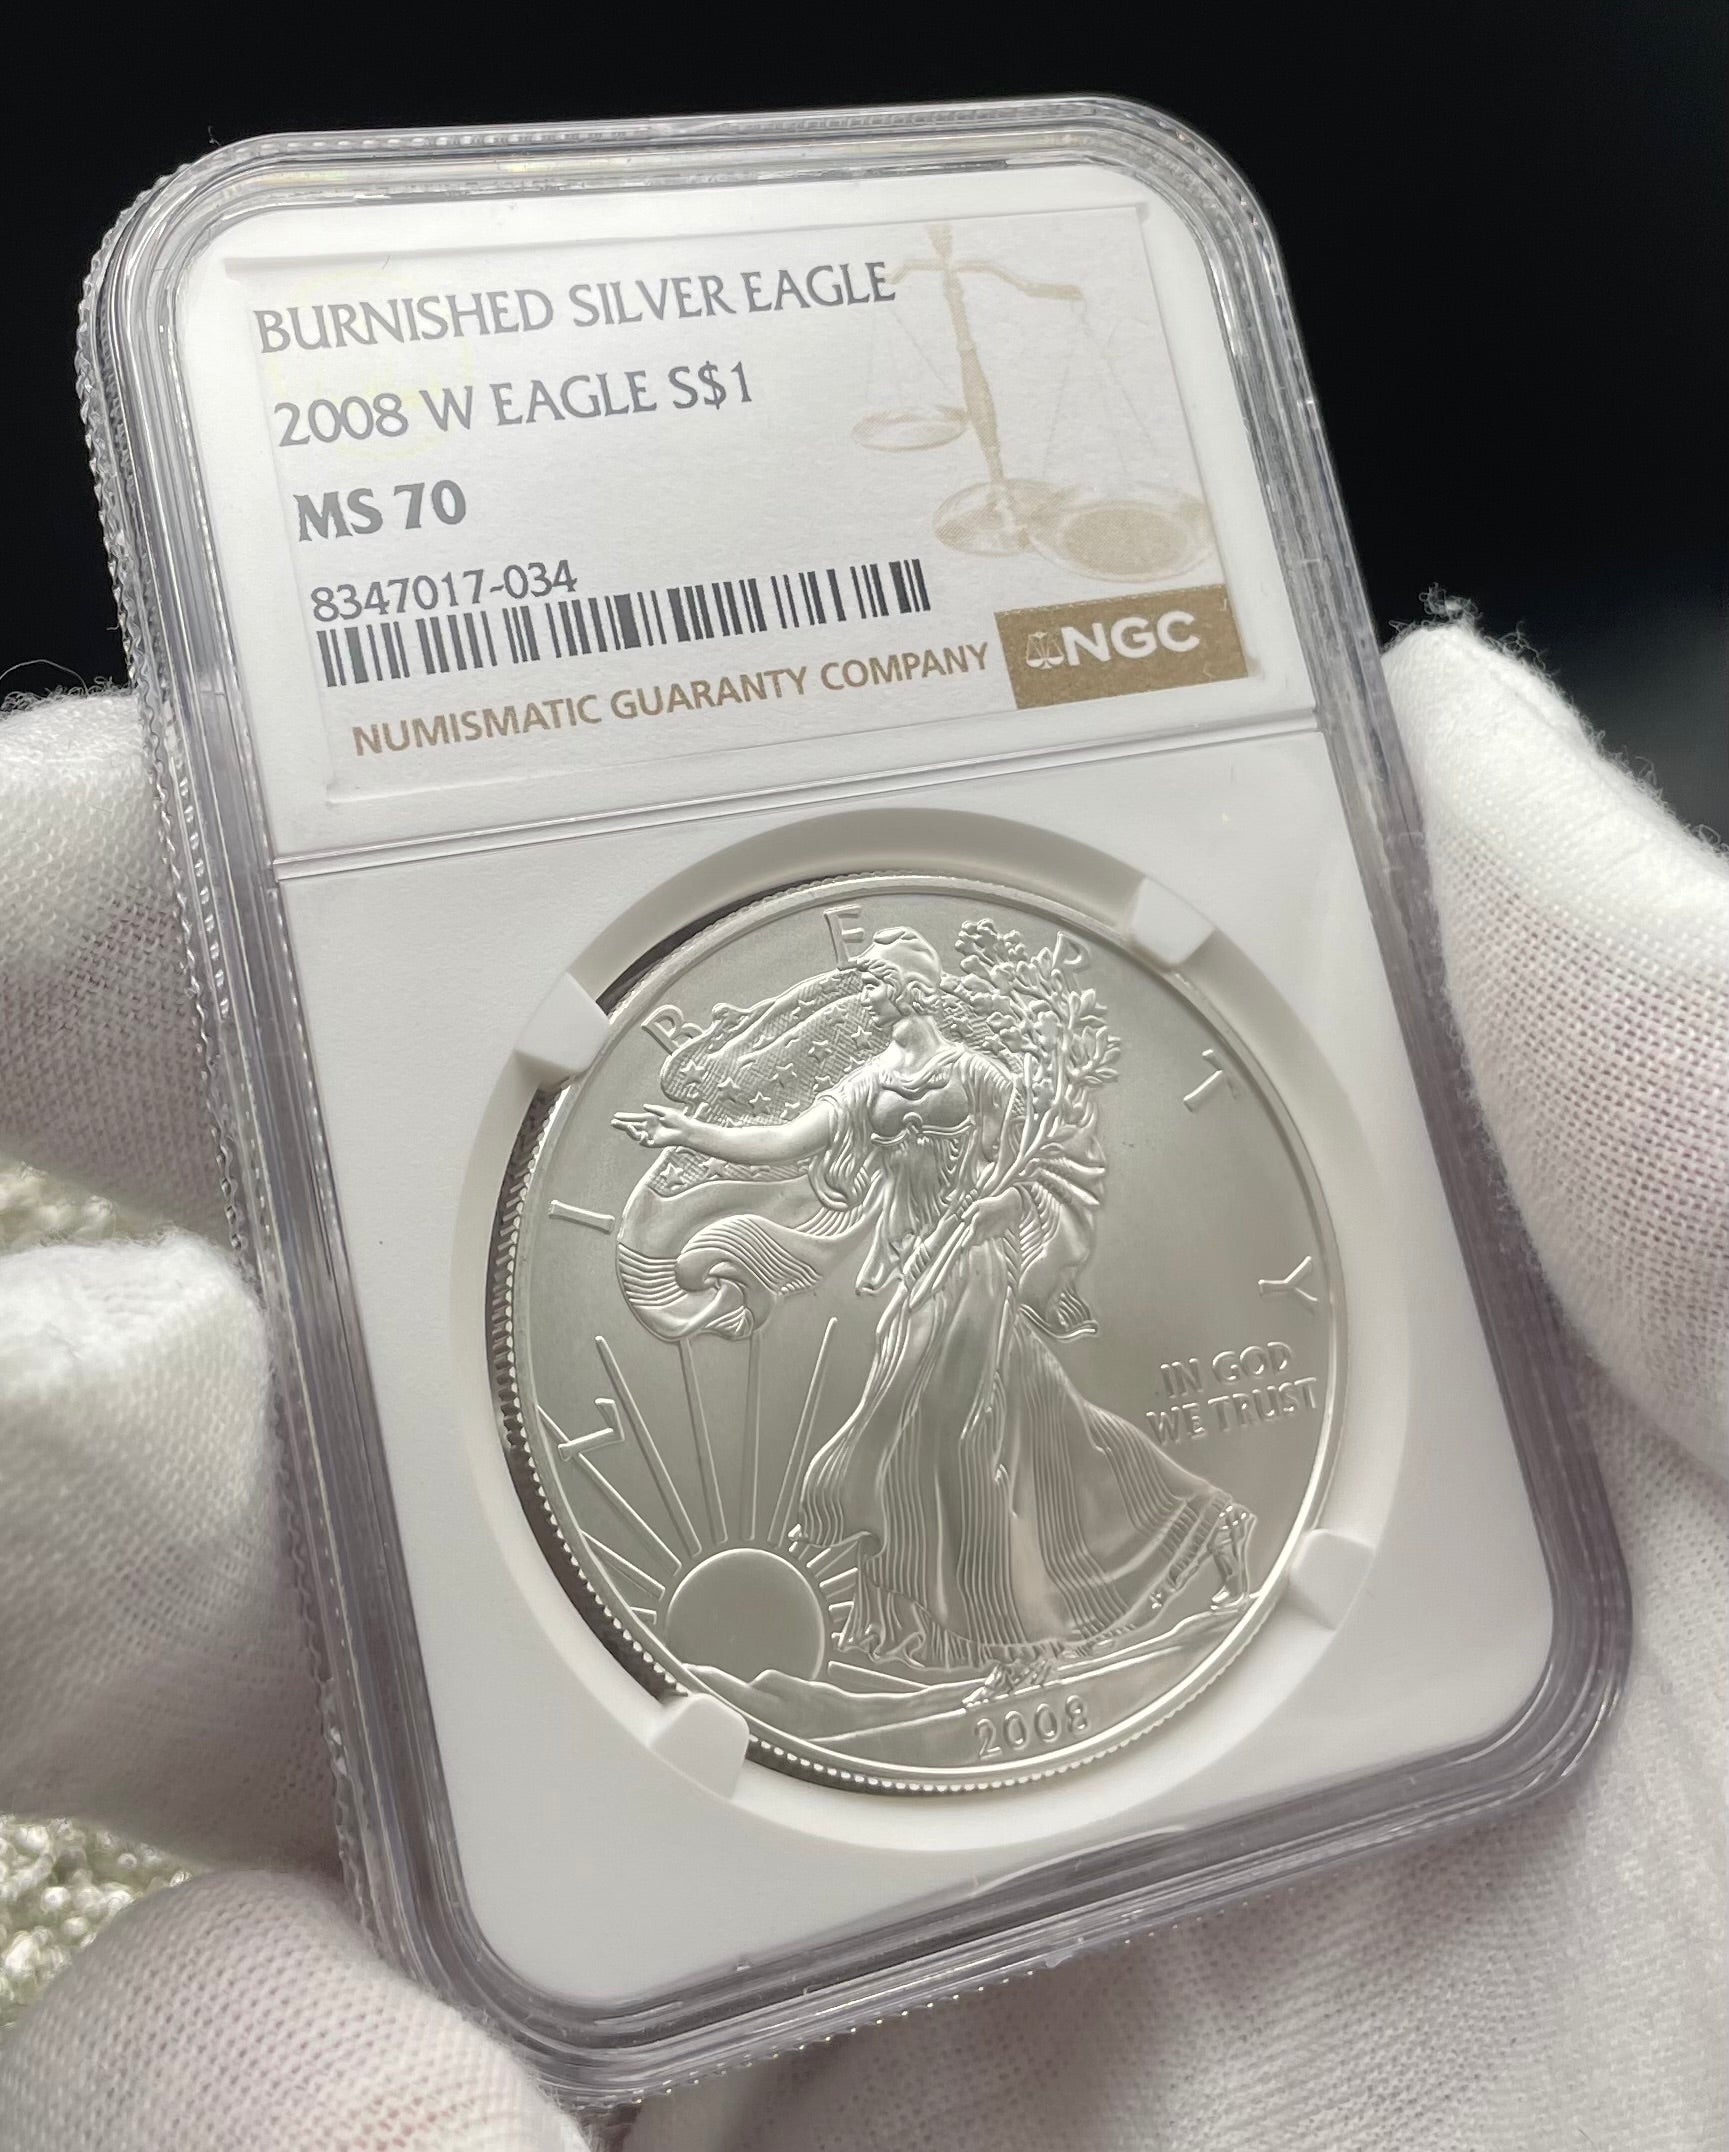 BURNISHED SILVER EAGLE
2008 W EAGLE S$1
MS 70
8347017-034
NUMISMATIC GUARANTY COMPANY NGC
LIBERTY
IN GOD
WE TRUST
2008